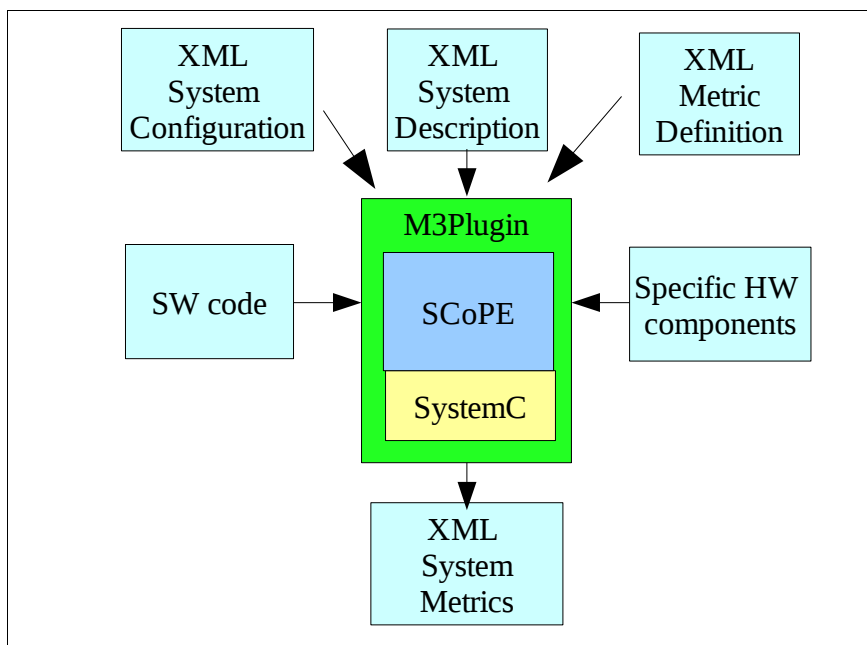 XML
System
Configuration
XML
System
Description
XML
Metric
Definition
M3Plugin
SW code
SCoPE
Specific HW
components
SystemC
XML
System
Metrics